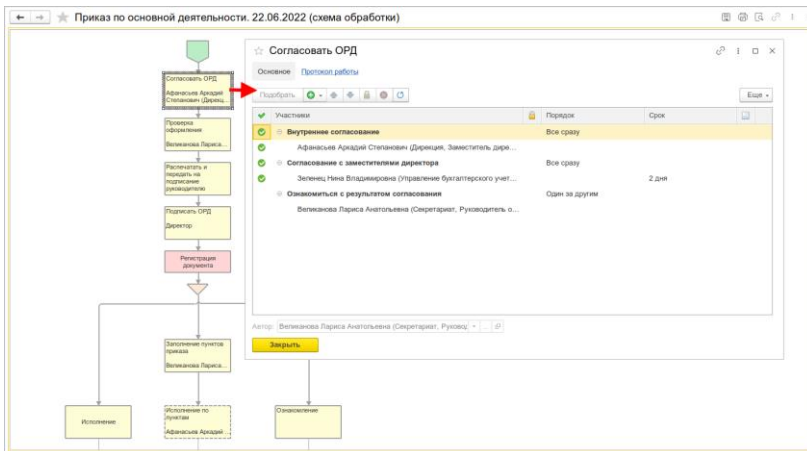 Приказ по основной деятельности. 22.06.2022 (схема обработки)
Согласовать ОРД
Афанасьев Аркадий
Степанович (Дирекц...
Проверка
оформления
Великанова Лариса...
Распечатать и
передать на
подписание
руководителю
Подписать ОРД
Директор
Регистрация
документа
Заполнение пунктов
приказа
Великанова Лариса...
Исполнение
Исполнение по
пунктам
Афанасьев Аркадий
Ознакомление
Согласовать ОРД
Основное Протокол работы
Подобрать Еще
Участники Порядок Срок
Внутреннее согласование Все сразу
Афанасьев Аркадий Степанович (Дирекция, Заместитель дире...
Согласование с заместителями директора Все сразу
Зеленец Нина Владимировна (Управление бухгалтерского учет... 2 дня
Ознакомиться с результатом согласования Один за другим
Великанова Лариса Анатольевна (Секретариат, Руководитель о...
Автор: Великанова Лариса Анатольевна (Секретариат, Руковод
Закрыть